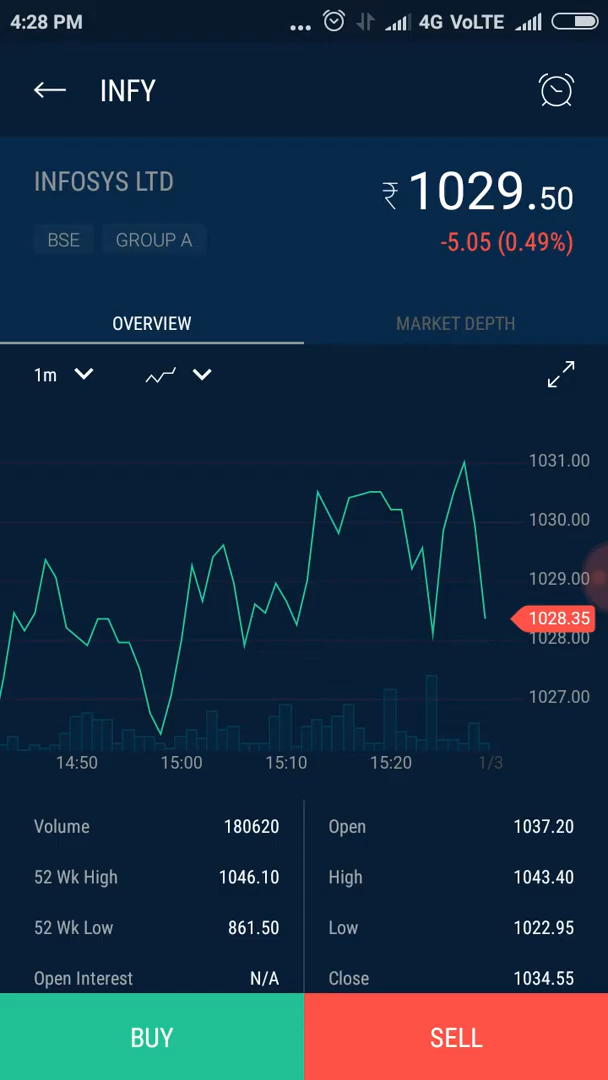 4:28 PM ... 4G VoLTE
INFY
INFOSYS LTD
₹ 1029.50
BSE GROUP A
-5.05 (0.49%)
OVERVIEW MARKET DEPTH
1m
1031.00
1030.00
1029.00
1028.35
1028.00
1027.00
14:50 15:00 15:10 15:20 1/3
Volume 180620 Open 1037.20
52 Wk High 1046.10 High 1043.40
52 Wk Low 861.50 Low 1022.95
Open Interest N/A Close 1034.55
BUY SELL